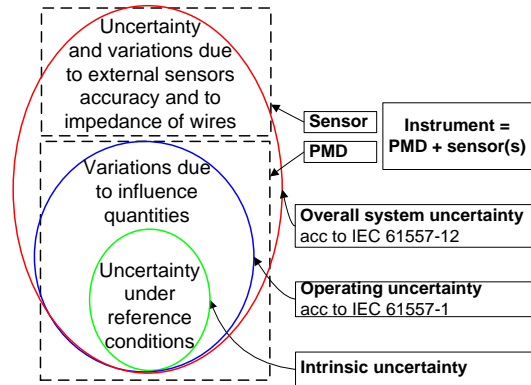 Uncertainty
and variations due
to external sensors
accuracy and to
impedance of wires
Sensor
PMD
Instrument =
PMD + sensor(s)
Variations due
to influence
quantities
Overall system uncertainty
acc to IEC 61557-12
Uncertainty
under
reference
conditions
Operating uncertainty
acc to IEC 61557-1
Intrinsic uncertainty